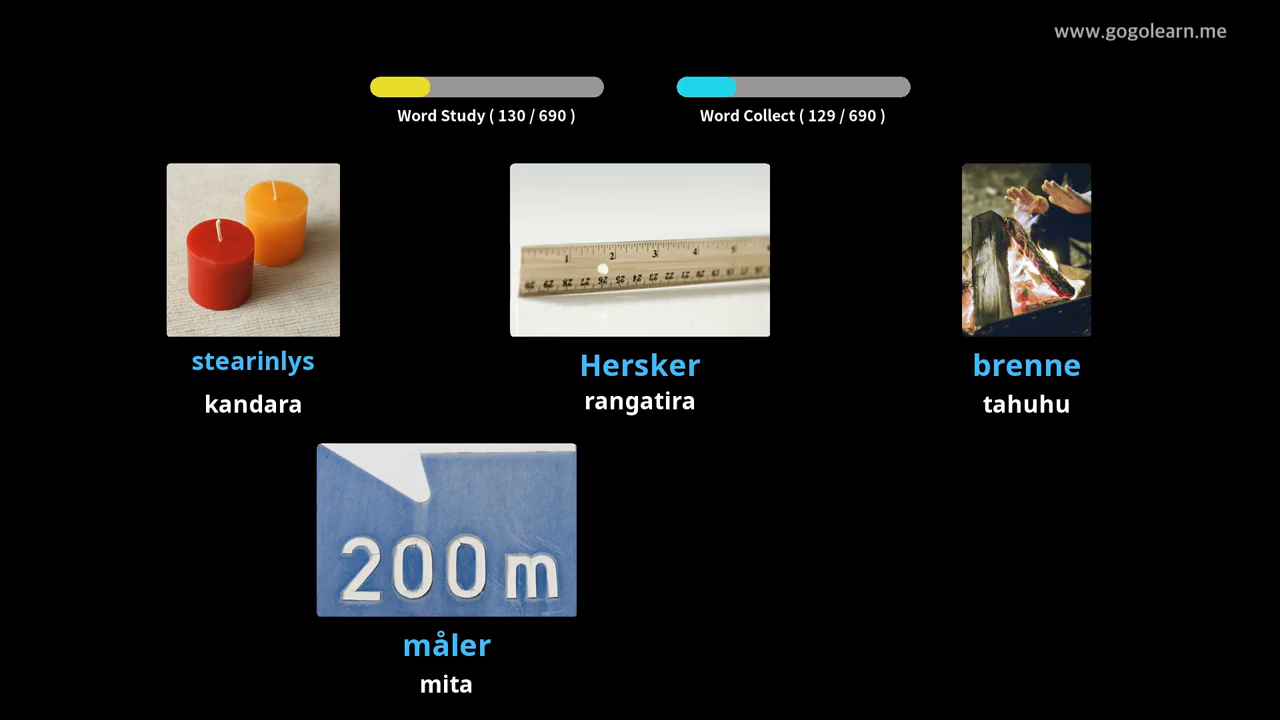 www.gogolearn.me
Word Study ( 130 / 690 )
Word Collect ( 129 / 690 )
stearinlys
kandara
Hersker
rangatira
brenne
tahuhu
200 m
måler
mita